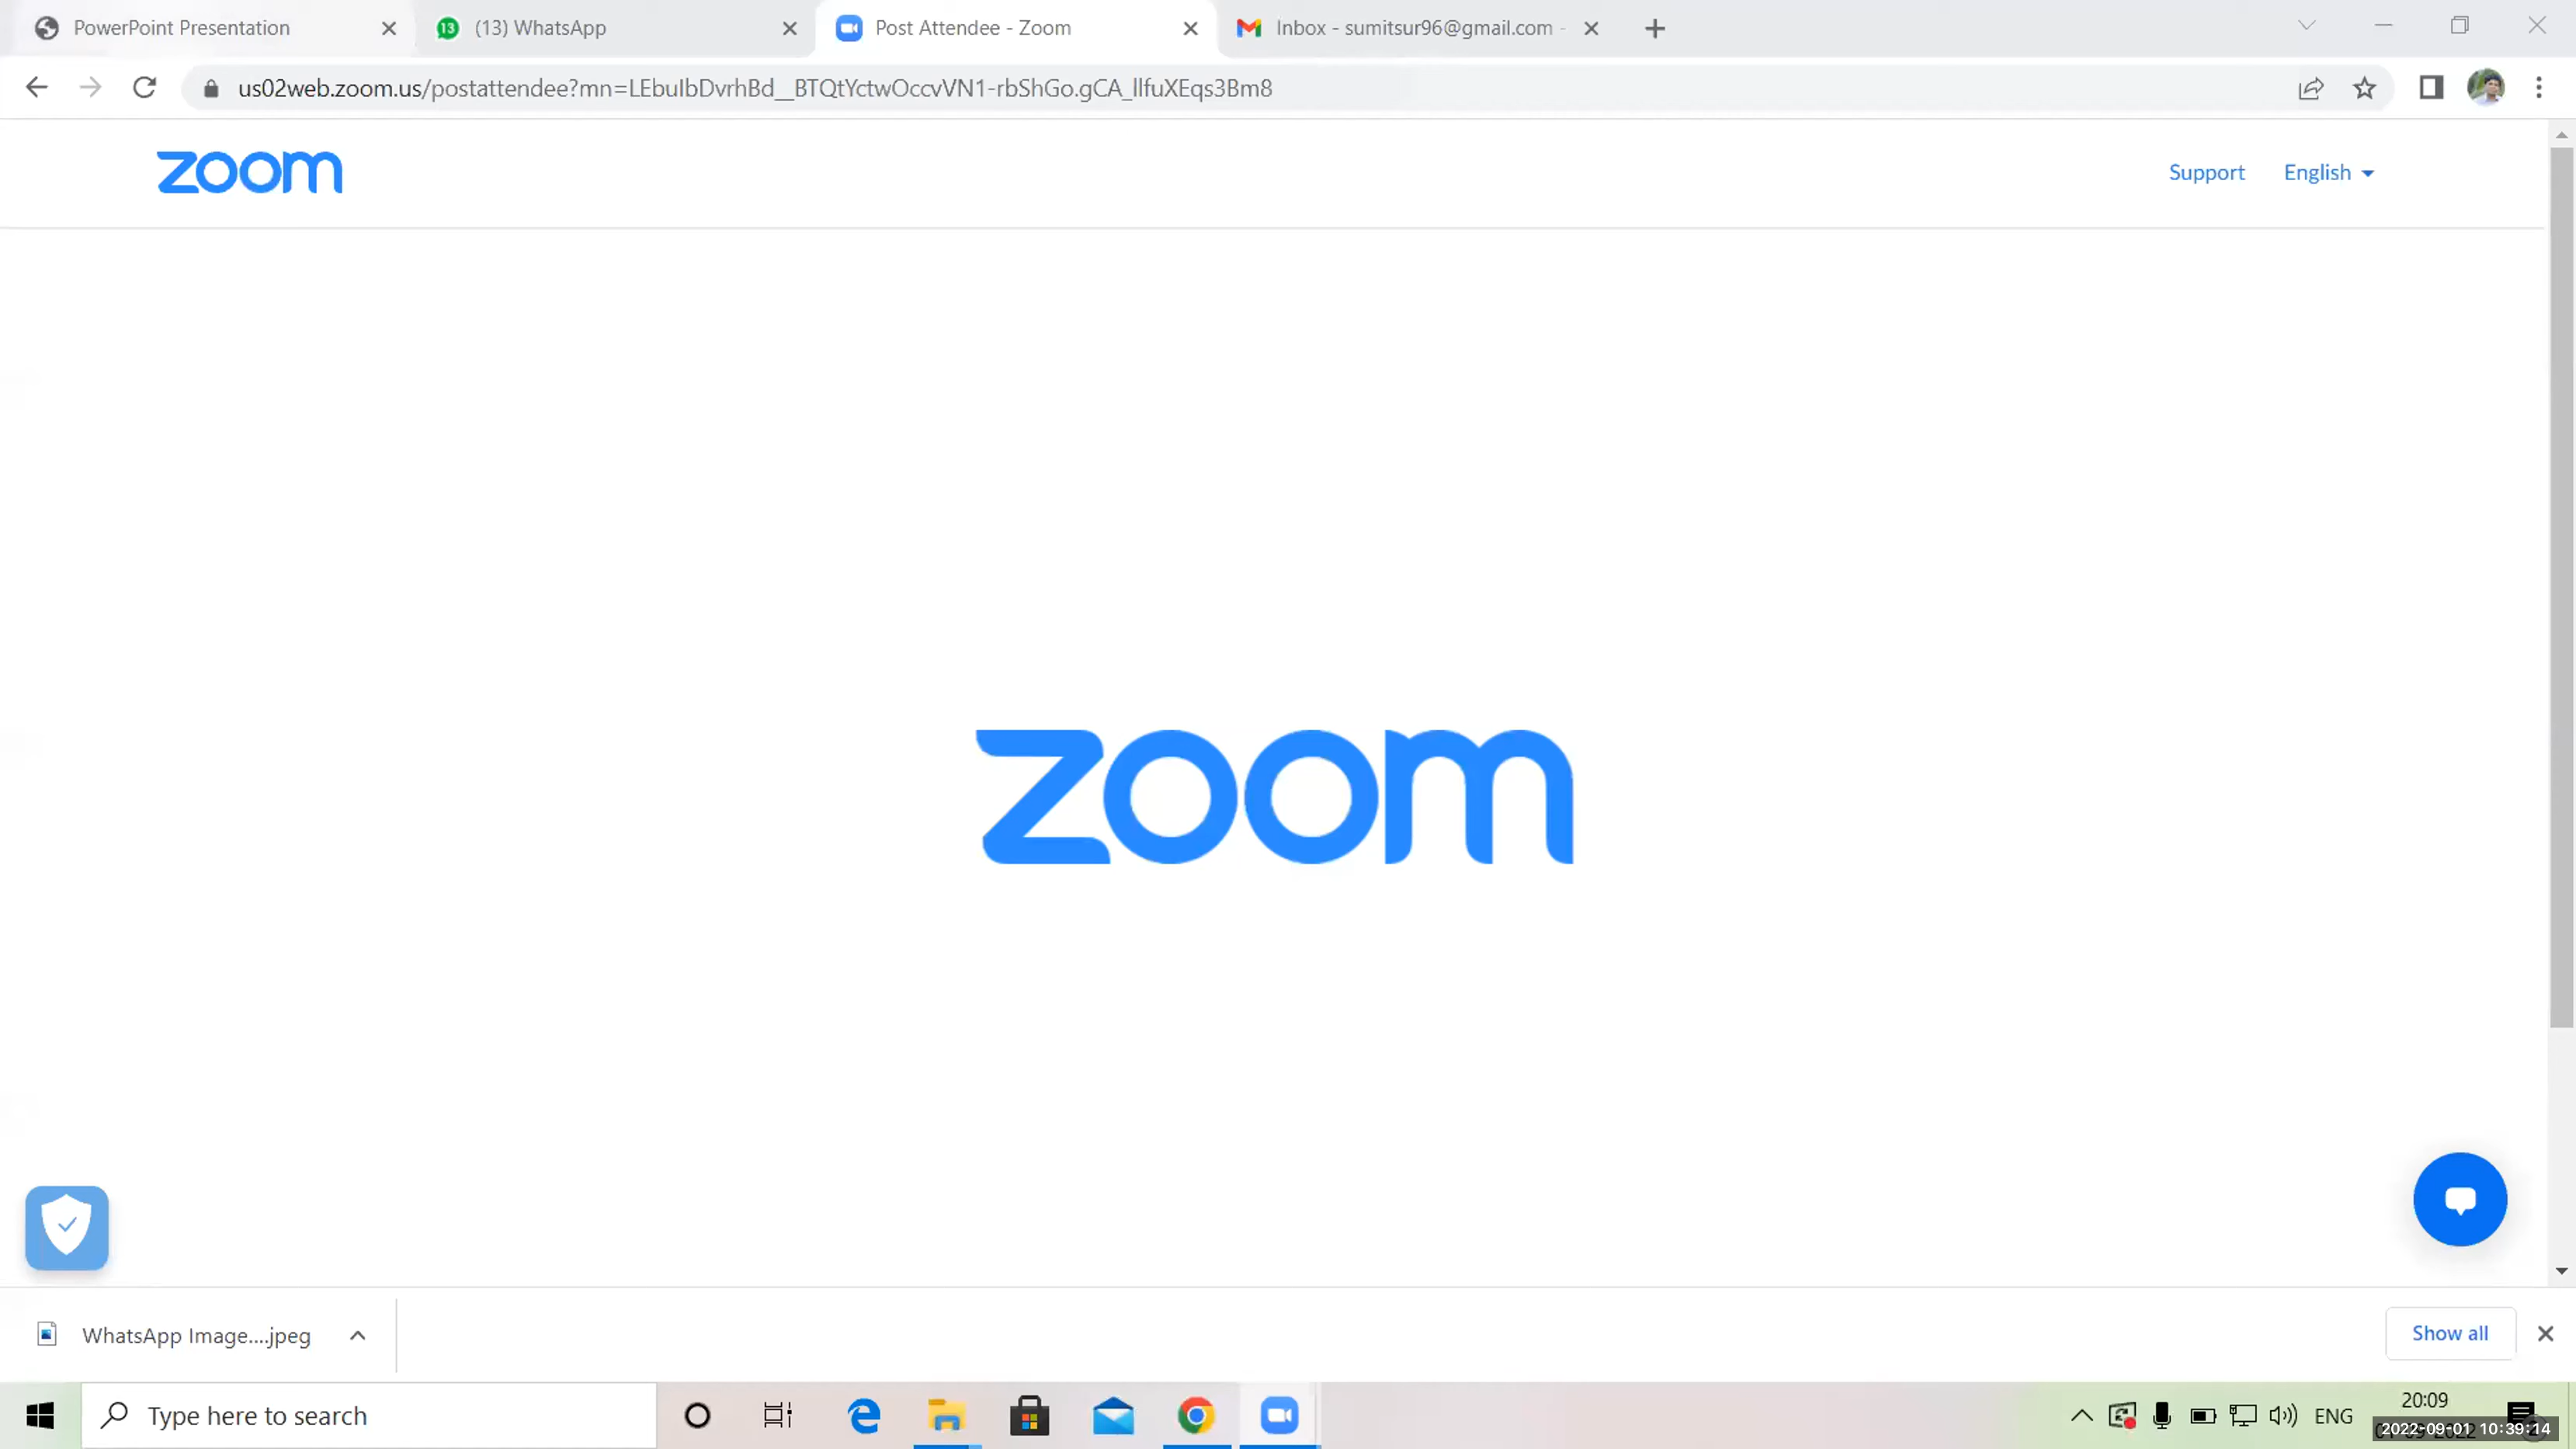 PowerPoint Presentation
13 (13) WhatsApp
Post Attendee - Zoom
Inbox - sumitsur96@gmail.com -
us02web.zoom.us/postattendee?mn=LEbuIbDvrhBd__BTQtYctwOccvVN1-rbShGo.gCA_llfuXEqs3Bm8
zoom
Support English
zoom
WhatsApp Image....jpeg
Show all
Type here to search
ENG
20:09
2022-09-01 10:39:14